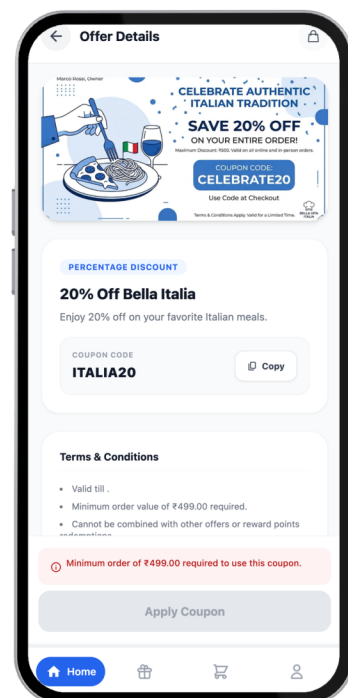 Offer Details
Marco Rossi, Owner
CELEBRATE AUTHENTIC
ITALIAN TRADITION
SAVE 20% OFF
ON YOUR ENTIRE ORDER!
Maximum Discount: ₹500. Valid on all online and in-person orders.
COUPON CODE:
CELEBRATE20
Use Code at Checkout
Terms & Conditions Apply. Valid for a Limited Time.
BELLA VITA
ITALIA
PERCENTAGE DISCOUNT
20% Off Bella Italia
Enjoy 20% off on your favorite Italian meals.
COUPON CODE
ITALIA20
Copy
Terms & Conditions
• Valid till .
• Minimum order value of ₹499.00 required.
• Cannot be combined with other offers or reward points
Minimum order of ₹499.00 required to use this coupon.
Apply Coupon
Home